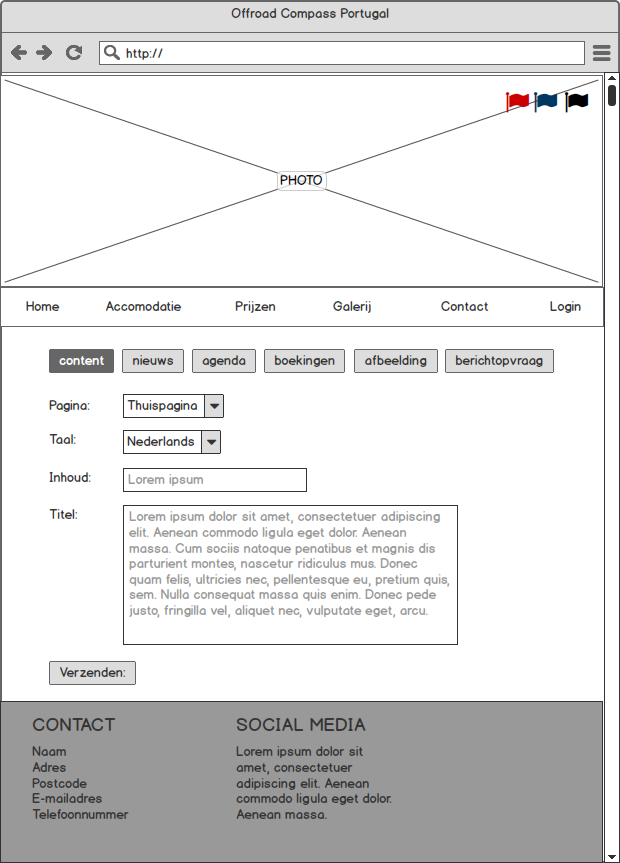 Offroad Compass Portugal
http://
PHOTO
Home Accomodatie Prijzen Galerij Contact Login
content nieuws agenda boekingen afbeelding berichtopvraag
Pagina: Thuispagina
Taal: Nederlands
Inhoud: Lorem ipsum
Titel: Lorem ipsum dolor sit amet, consectetuer adipiscing
elit. Aenean commodo ligula eget dolor. Aenean
massa. Cum sociis natoque penatibus et magnis dis
parturient montes, nascetur ridiculus mus. Donec
quam felis, ultricies nec, pellentesque eu, pretium quis,
sem. Nulla consequat massa quis enim. Donec pede
justo, fringilla vel, aliquet nec, vulputate eget, arcu.
Verzenden:
CONTACT
Naam
Adres
Postcode
E-mailadres
Telefoonnummer
SOCIAL MEDIA
Lorem ipsum dolor sit
amet, consectetuer
adipiscing elit. Aenean
commodo ligula eget dolor.
Aenean massa.